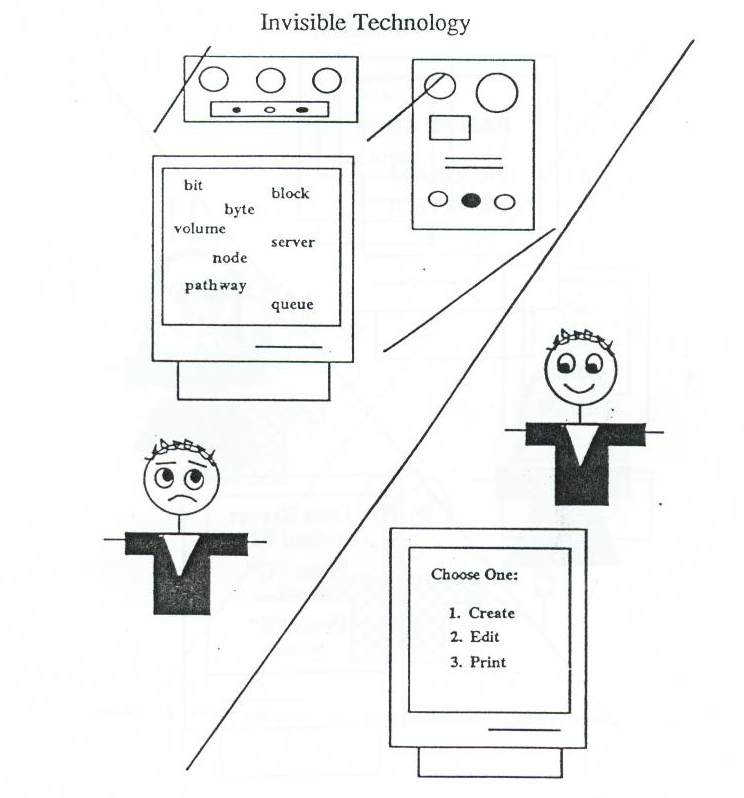 Invisible Technology
bit
block
byte
volume
server
node
pathway
queue
Choose One:
1. Create
2. Edit
3. Print